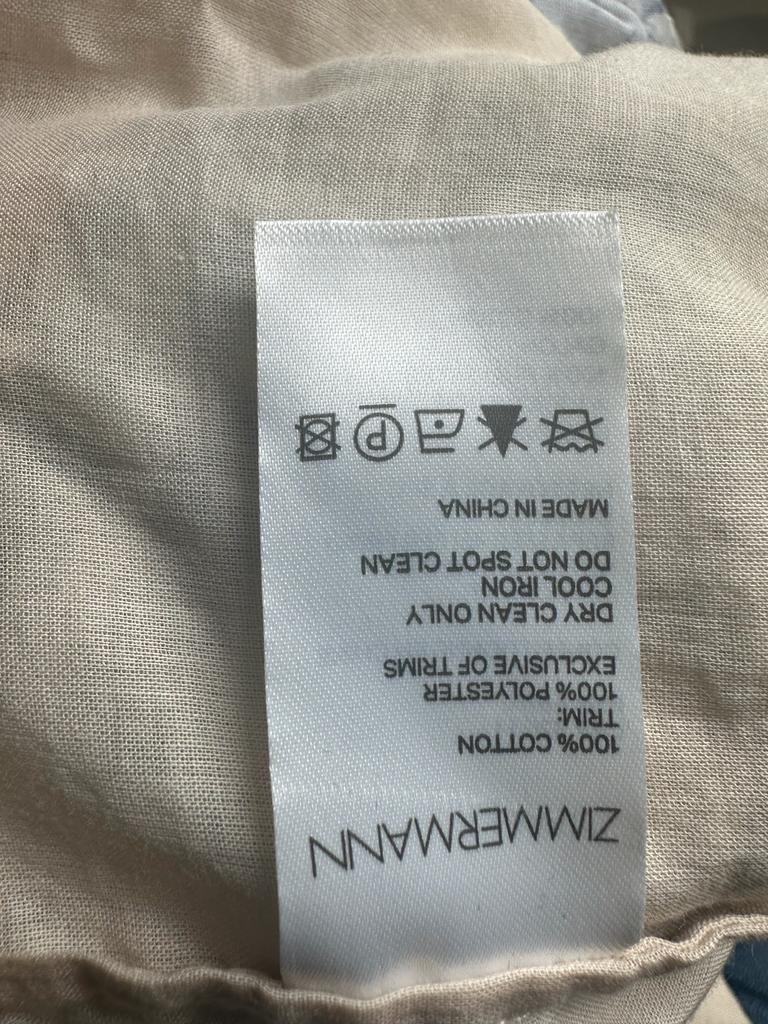 ZIMMERMANN
100% COTTON
TRIM:
100% POLYESTER
EXCLUSIVE OF TRIMS
DRY CLEAN ONLY
COOL IRON
DO NOT SPOT CLEAN
MADE IN CHINA
P